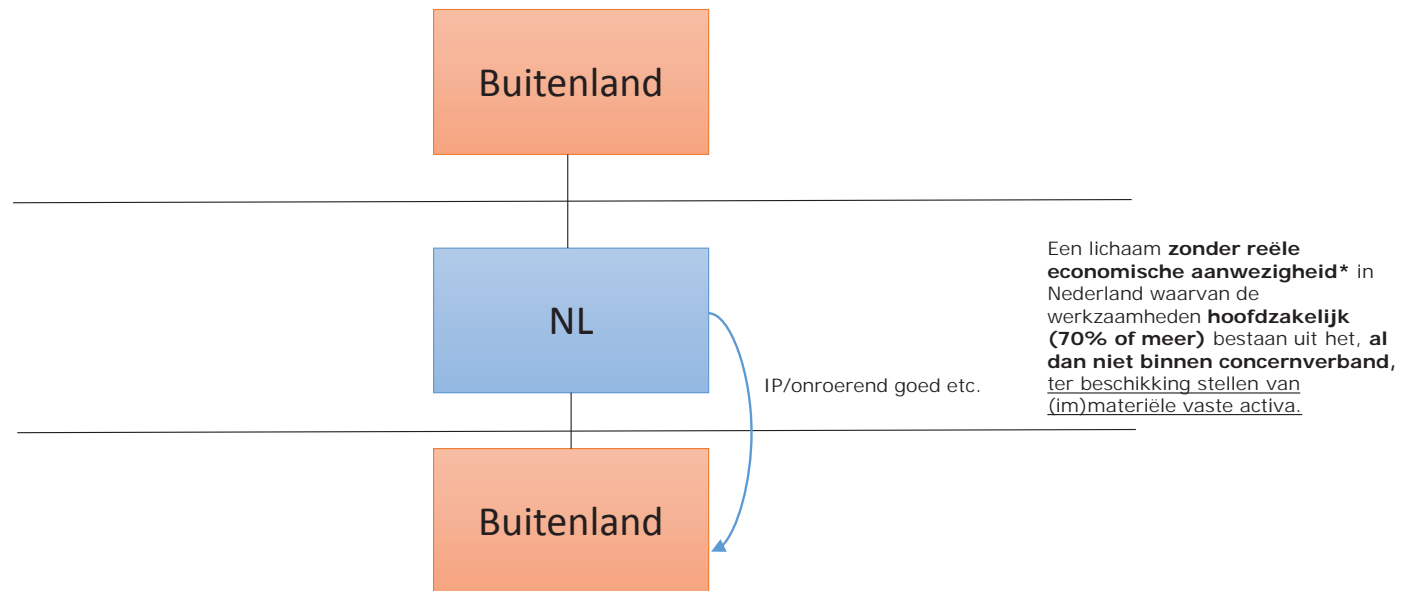 Buitenland
NL
IP/onroerend goed etc.
Buitenland
Een lichaam zonder reële
economische aanwezigheid* in
Nederland waarvan de
werkzaamheden hoofdzakelijk
(70% of meer) bestaan uit het, al
dan niet binnen concernverband,
ter beschikking stellen van
(im)materiële vaste activa.